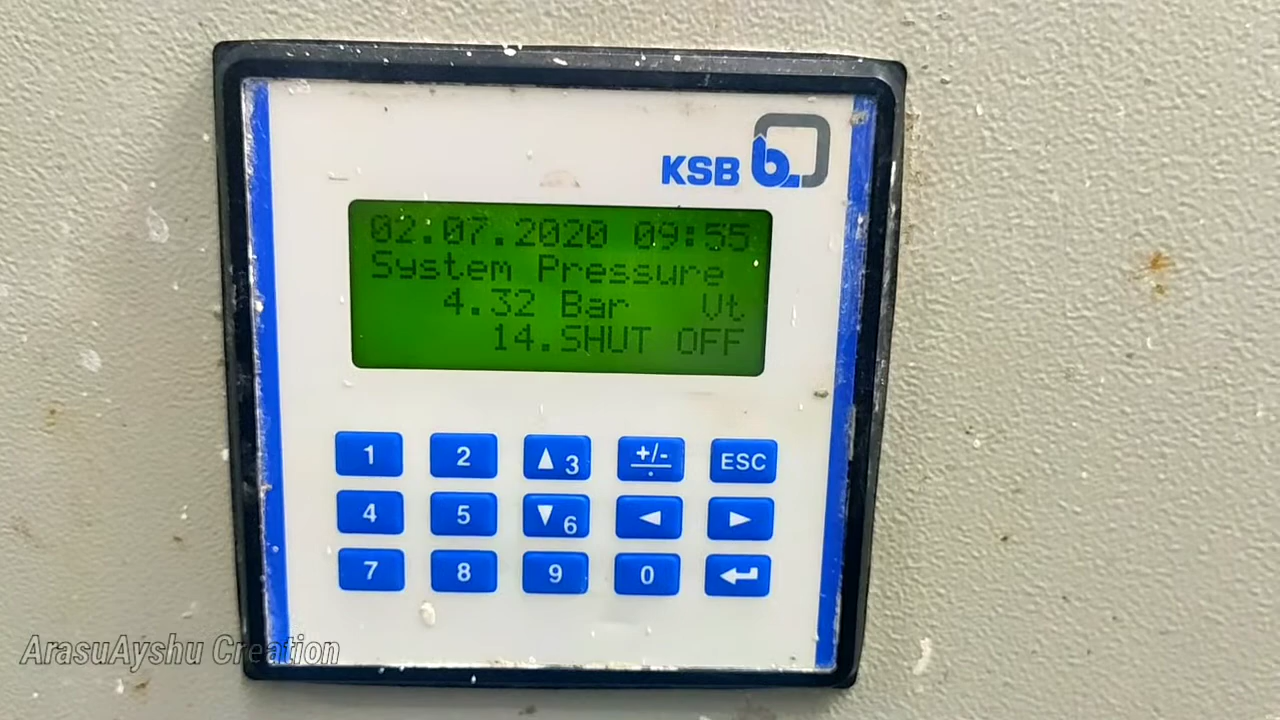 KSB b
02.07.2020 09:55
System Pressure
4.32 Bar Vt
14.SHUT OFF
1 2 ▲3 +/- . ESC
4 5 ▼6 ◄ ►
7 8 9 0 ↵
ArasuAyshu Creation